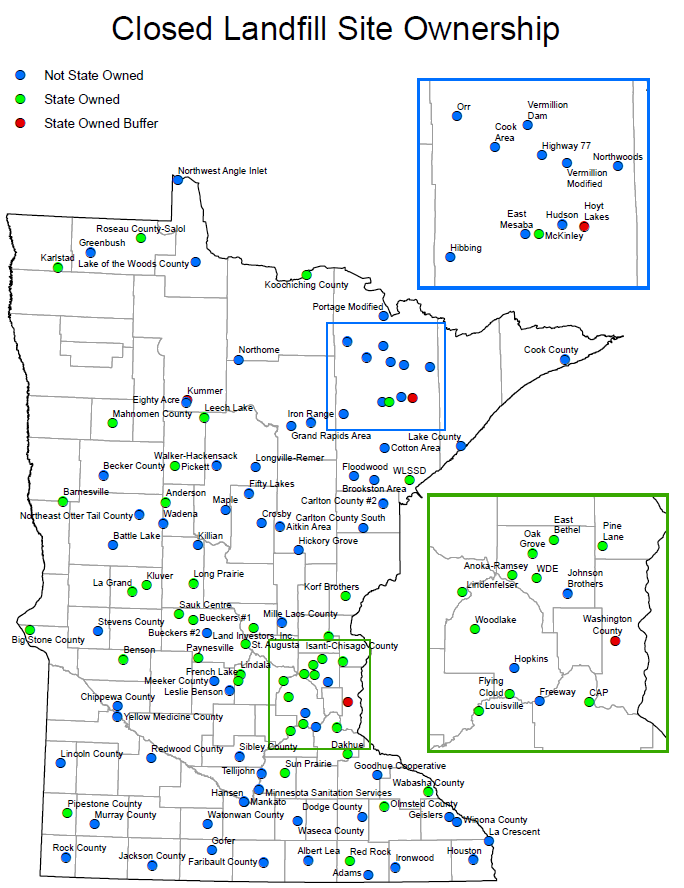 Closed Landfill Site Ownership
Not State Owned
State Owned
State Owned Buffer
Orr
Vermillion
Dam
Cook
Area
Highway 77
Northwoods
Vermillion
Modified
Hoyt
Lakes
East
Mesaba
Hudson
McKinley
Hibbing
Northwest Angle Inlet
Roseau County-Salol
Greenbush
Karlstad
Lake of the Woods County
Koochiching County
Portage Modified
Northome
Cook County
Kummer
Eighty Acre
Mahnomen County
Leech Lake
Iron Range
Grand Rapids Area
Lake County
Cotton Area
Walker-Hackensack
Longville-Remer
Becker County
Pickett
Floodwood
WLSSD
Brookston Area
Fifty Lakes
Barnesville
Anderson
Maple
Carlton County #2
Northeast Otter Tail County
Wadena
Crosby
Carlton County South
Aitkin Area
Battle Lake
Killian
Hickory Grove
La Grand
Kluver
Long Prairie
Korf Brothers
Sauk Centre
Bueckers #1
Mille Lacs County
Stevens County
Bueckers #2
Land Investors, Inc.
Big Stone County
St. Augusta
Isanti-Chisago County
Benson
Paynesville
Lindala
French Lake
Meeker County
Leslie Benson
Chippewa County
Yellow Medicine County
East
Bethel
Oak
Grove
Pine
Lane
Anoka-Ramsey
WDE
Johnson
Brothers
Lindenfelser
Woodlake
Washington
County
Hopkins
Flying
Cloud
Freeway
CAP
Louisville
Lincoln County
Redwood County
Sibley County
Dakhue
Tellijohn
Sun Prairie
Goodhue Cooperative
Wabasha County
Hansen
Minnesota Sanitation Services
Mankato
Pipestone County
Murray County
Watonwan County
Dodge County
Olmsted County
Geislers
Winona County
Waseca County
La Crescent
Rock County
Jackson County
Gofer
Faribault County
Albert Lea
Red Rock
Adams
Ironwood
Houston